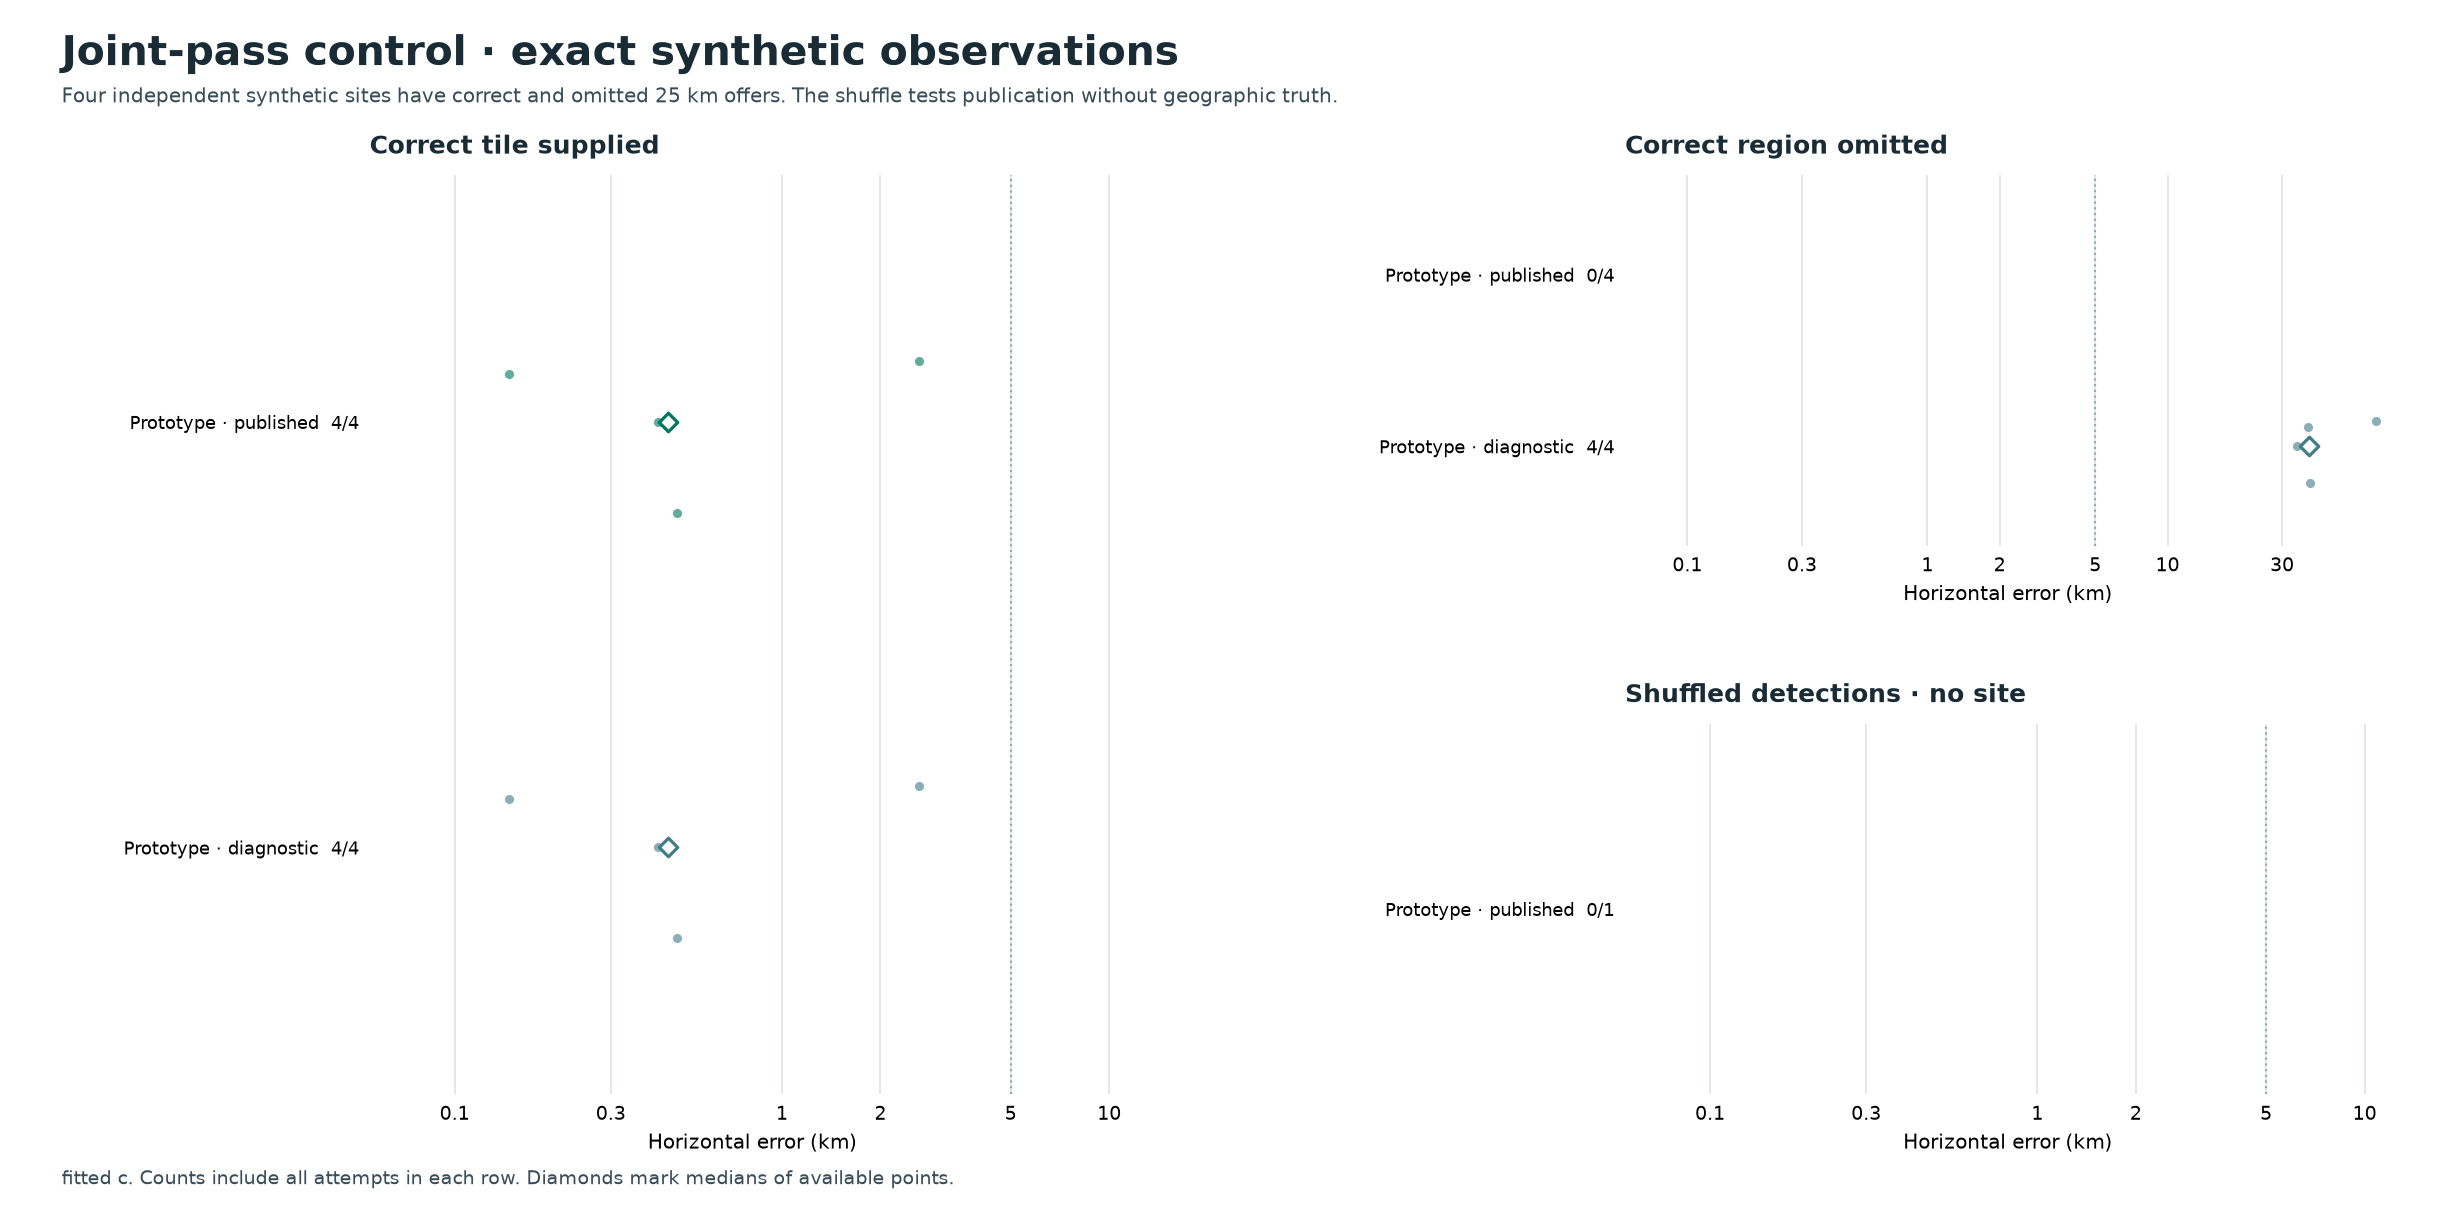 Joint-pass control · exact synthetic observations
Four independent synthetic sites have correct and omitted 25 km offers. The shuffle tests publication without geographic truth.
Correct tile supplied
Prototype · published 4/4
Prototype · diagnostic 4/4
0.1 0.3 1 2 5 10
Horizontal error (km)
Correct region omitted
Prototype · published 0/4
Prototype · diagnostic 4/4
0.1 0.3 1 2 5 10 30
Horizontal error (km)
Shuffled detections · no site
Prototype · published 0/1
0.1 0.3 1 2 5 10
Horizontal error (km)
fitted c. Counts include all attempts in each row. Diamonds mark medians of available points.